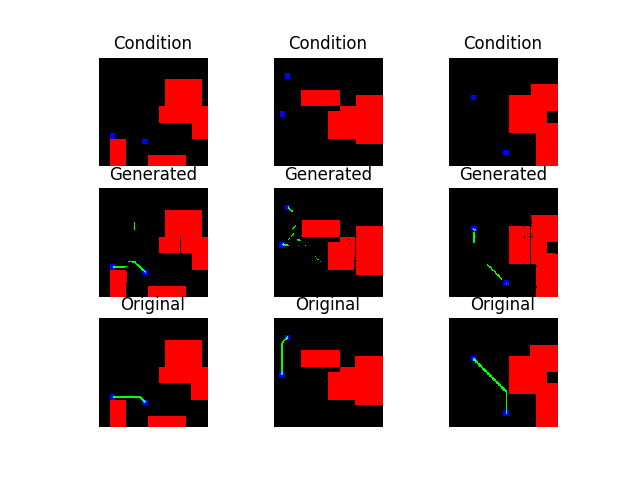 Condition Condition Condition
Generated Generated Generated
Original Original Original